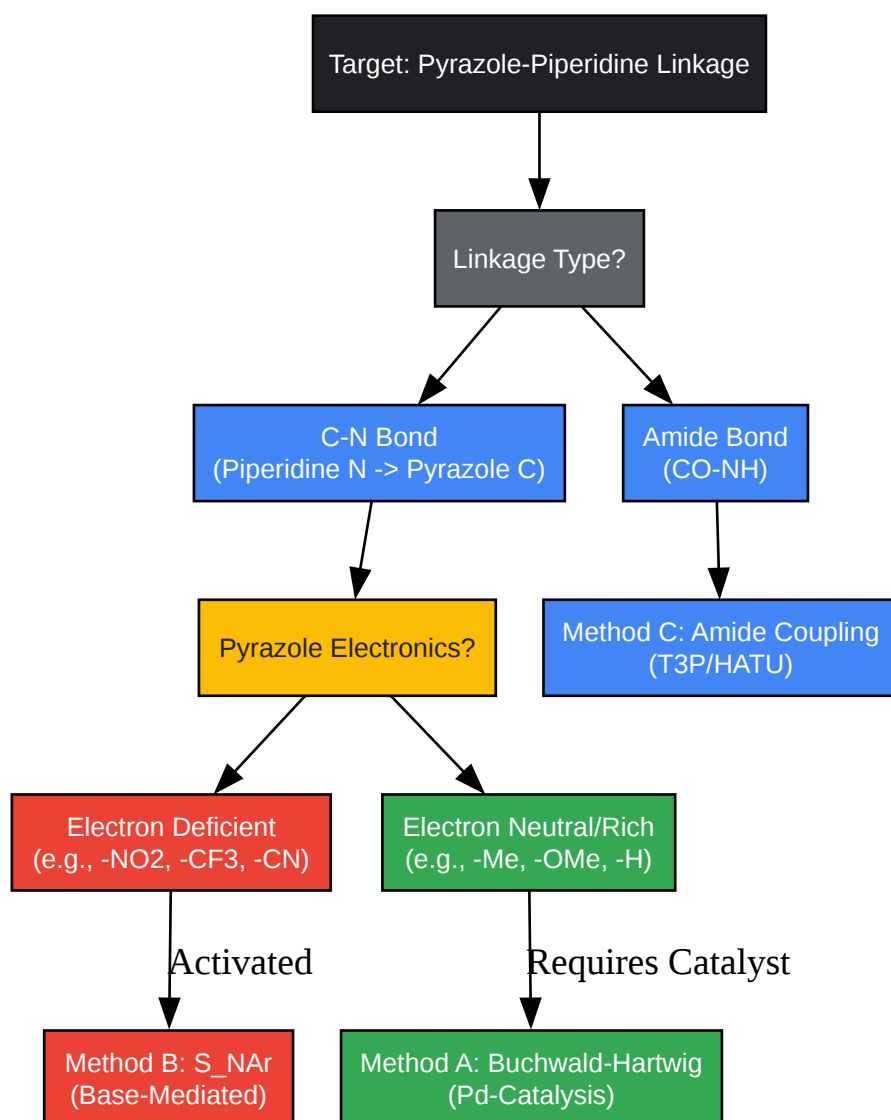 Target: Pyrazole-Piperidine Linkage
Linkage Type?
C-N Bond
(Piperidine N -> Pyrazole C)
Amide Bond
(CO-NH)
Pyrazole Electronics?
Method C: Amide Coupling
(T3P/HATU)
Electron Deficient
(e.g., -NO2, -CF3, -CN)
Electron Neutral/Rich
(e.g., -Me, -OMe, -H)
Activated
Requires Catalyst
Method B: S_NAr
(Base-Mediated)
Method A: Buchwald-Hartwig
(Pd-Catalysis)